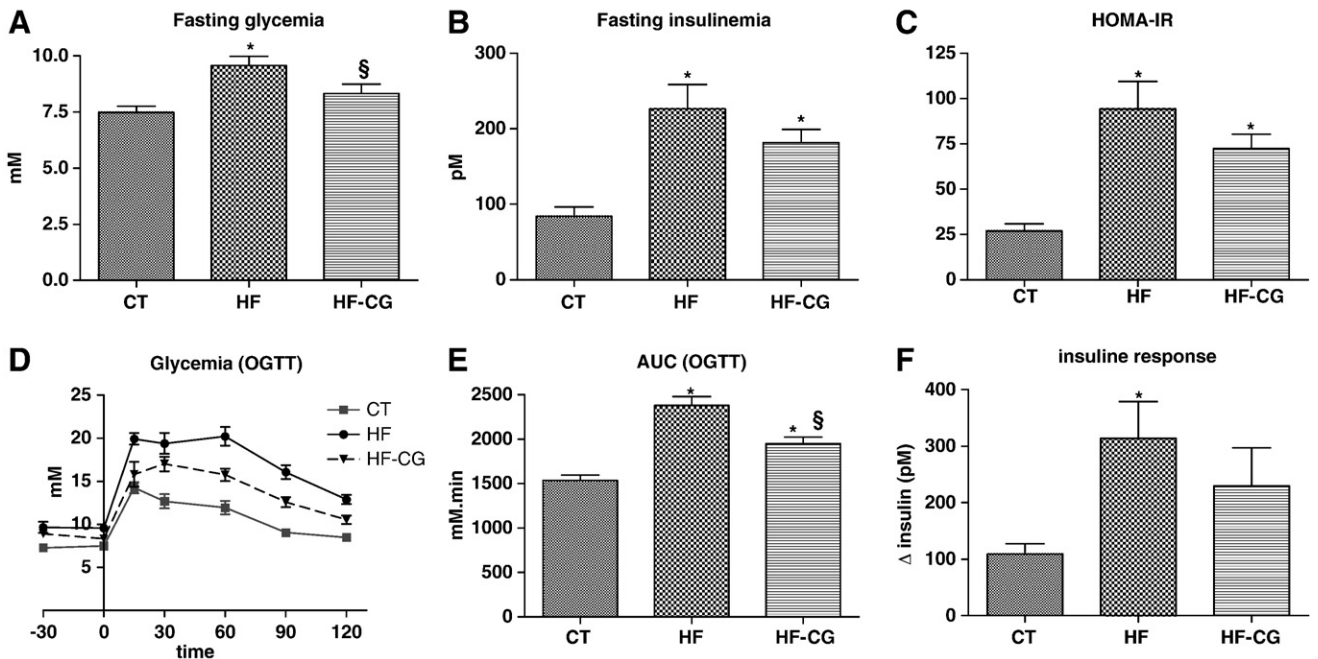 A
Fasting glycemia
10.0
7.5
5.0
2.5
0.0
mM
*
§
CT
HF
HF-CG
B
Fasting insulinemia
300
200
100
0
pM
*
*
CT
HF
HF-CG
C
HOMA-IR
125
100
75
50
25
0
*
*
CT
HF
HF-CG
D
Glycemia (OGTT)
25
20
15
10
5
mM
CT
HF
HF-CG
-30
0
30
60
90
120
time
E
AUC (OGTT)
2500
2000
1500
1000
500
0
mM.min
*
* §
CT
HF
HF-CG
F
insuline response
400
300
200
100
0
Δ insulin (pM)
*
CT
HF
HF-CG